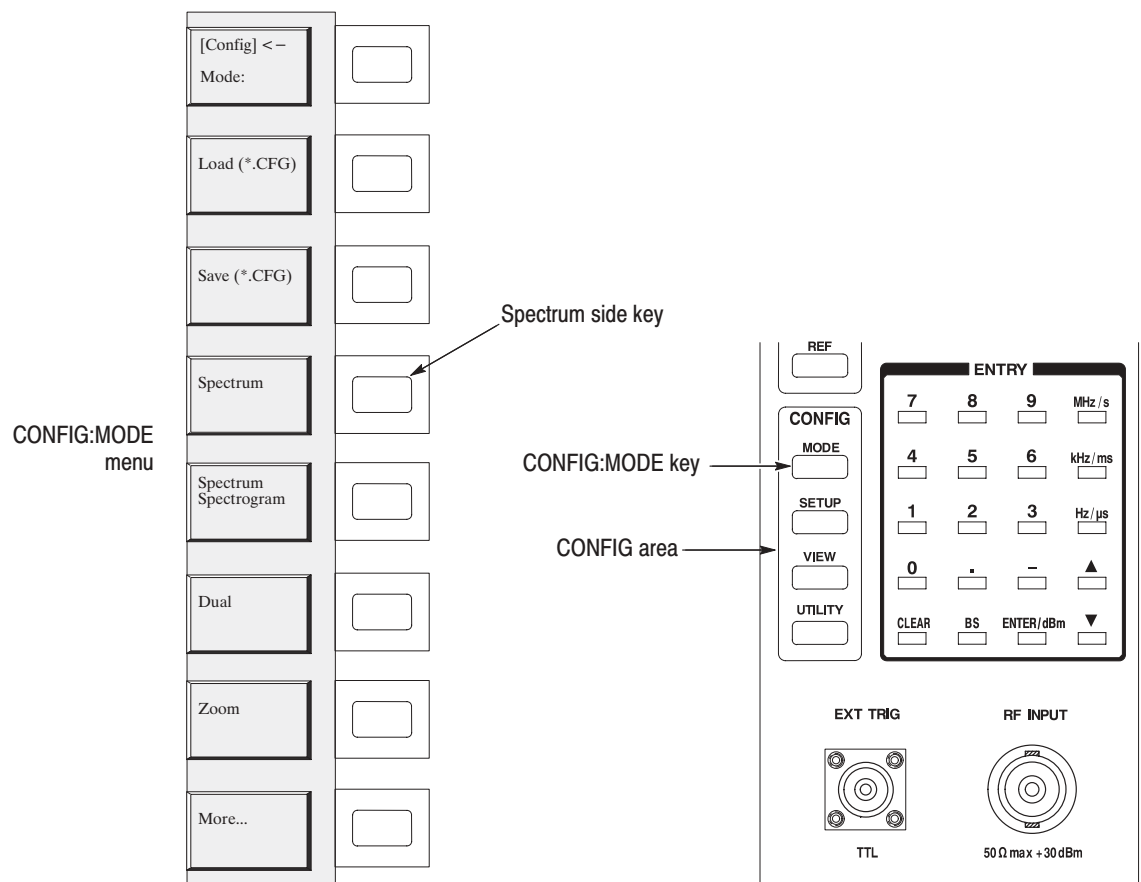 [Config] <–
Mode:
Load (*.CFG)
Save (*.CFG)
Spectrum
Spectrum
Spectrogram
Dual
Zoom
More...
CONFIG:MODE
menu
Spectrum side key
CONFIG:MODE key
CONFIG area
REF
CONFIG
MODE
SETUP
VIEW
UTILITY
ENTRY
7 8 9 MHz/s
4 5 6 kHz/ms
1 2 3 Hz/µs
0 . – ▲
CLEAR BS ENTER/dBm ▼
EXT TRIG
TTL
RF INPUT
50 Ω max +30 dBm